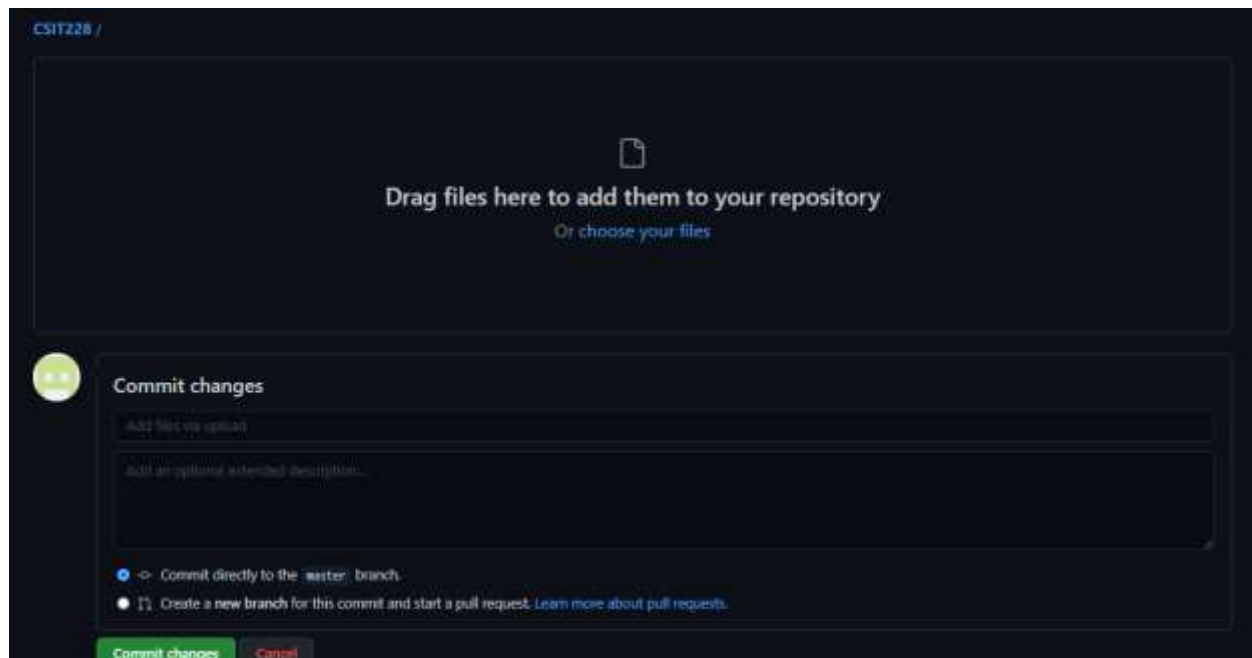 CSIT228 /
Drag files here to add them to your repository
Or choose your files
Commit changes
Add files via upload
Add an optional extended description...
Commit directly to the master branch.
Create a new branch for this commit and start a pull request. Learn more about pull requests.
Commit changes Cancel